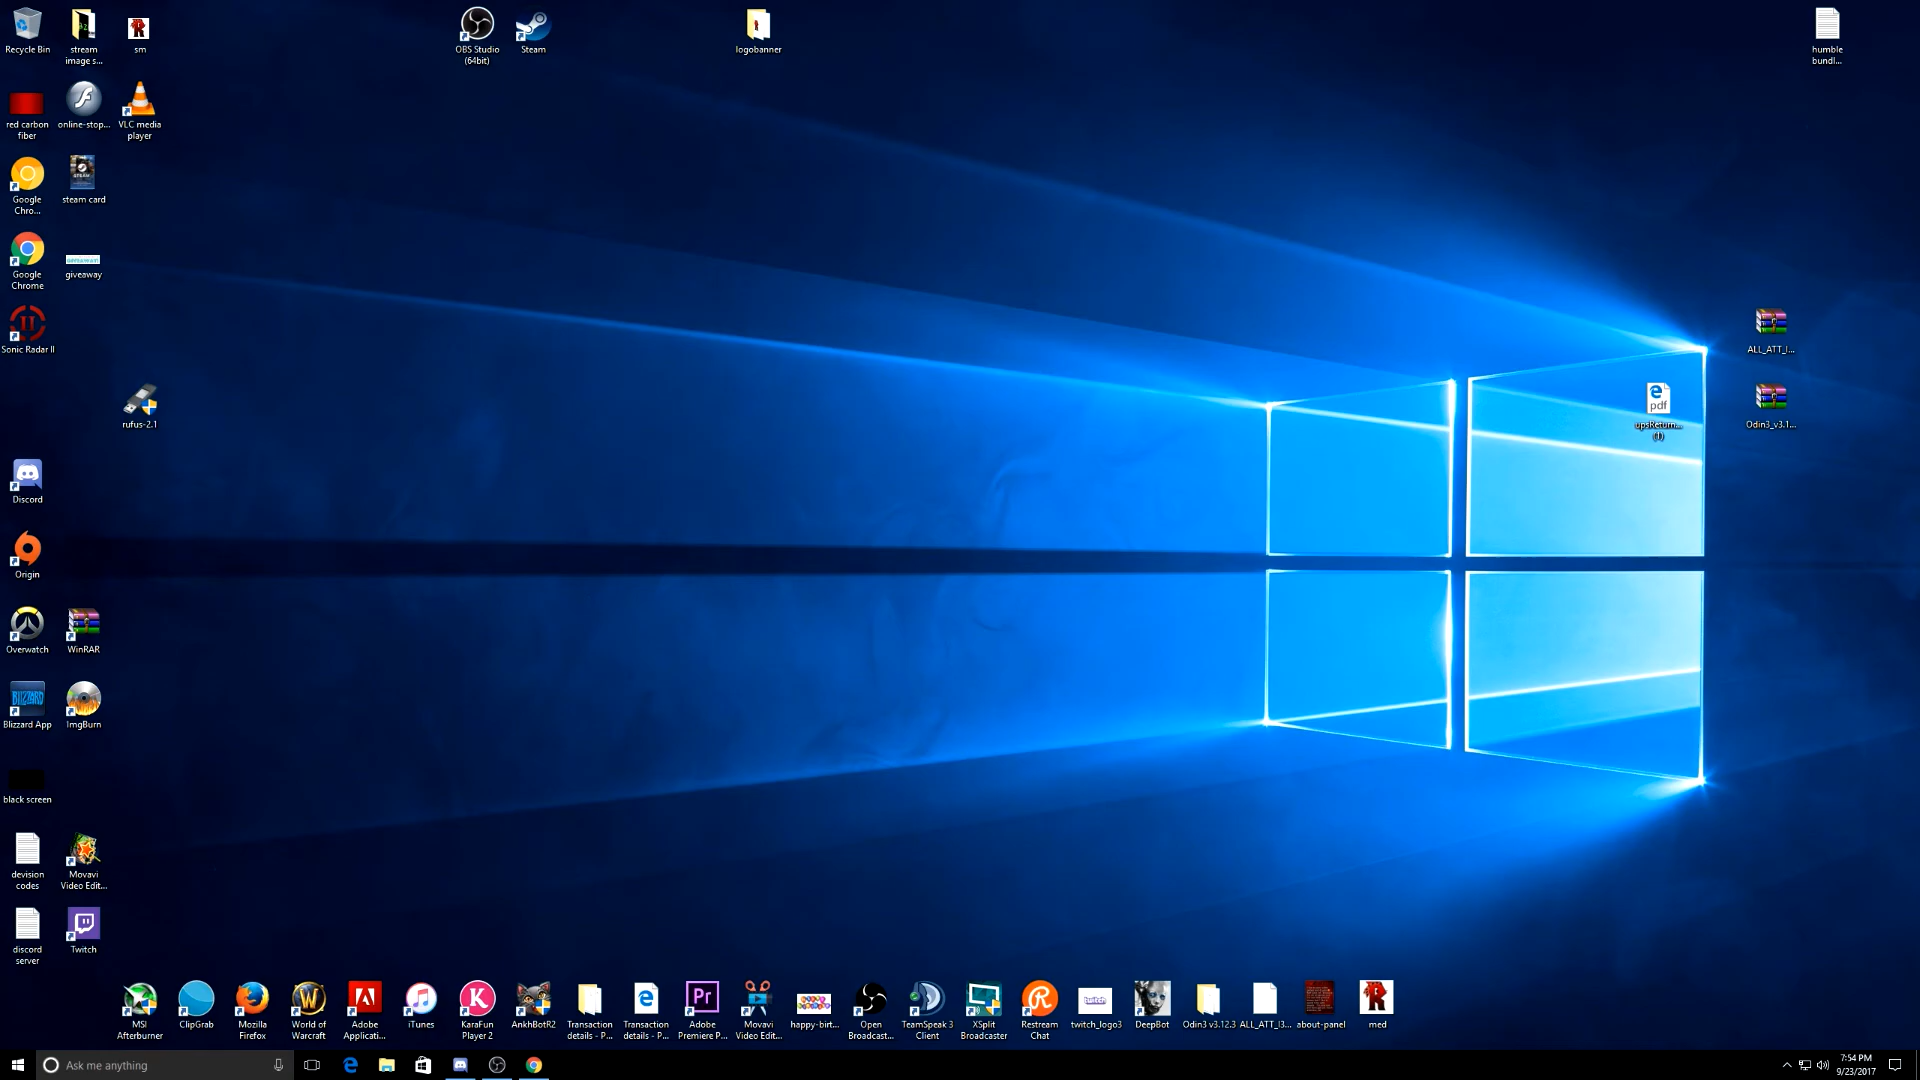 Recycle Bin
stream
image s...
sm
OBS Studio
(64bit)
Steam
logobanner
humble
bundl...
red carbon
fiber
online-stop...
VLC media
player
Google
Chro...
steam card
Google
Chrome
giveaway
Sonic Radar II
ALL_ATT_I...
rufus-2.1
pdf
upsReturn...
(1)
Odin3_v3.1...
Discord
Origin
Overwatch
WinRAR
BLIZZARD
Blizzard App
ImgBurn
black screen
devision
codes
Movavi
Video Edit...
discord
server
Twitch
MSI
Afterburner
ClipGrab
Mozilla
Firefox
World of
Warcraft
Adobe
Applicati...
iTunes
KaraFun
Player 2
AnkhBotR2
Transaction
details - P...
Transaction
details - P...
Adobe
Premiere P...
Movavi
Video Edit...
happy-birt...
Open
Broadcast...
TeamSpeak 3
Client
XSplit
Broadcaster
Restream
Chat
twitch_logo3
DeepBot
Odin3 v3.12.3
ALL_ATT_I3...
about-panel
med
Ask me anything
7:54 PM
9/23/2017